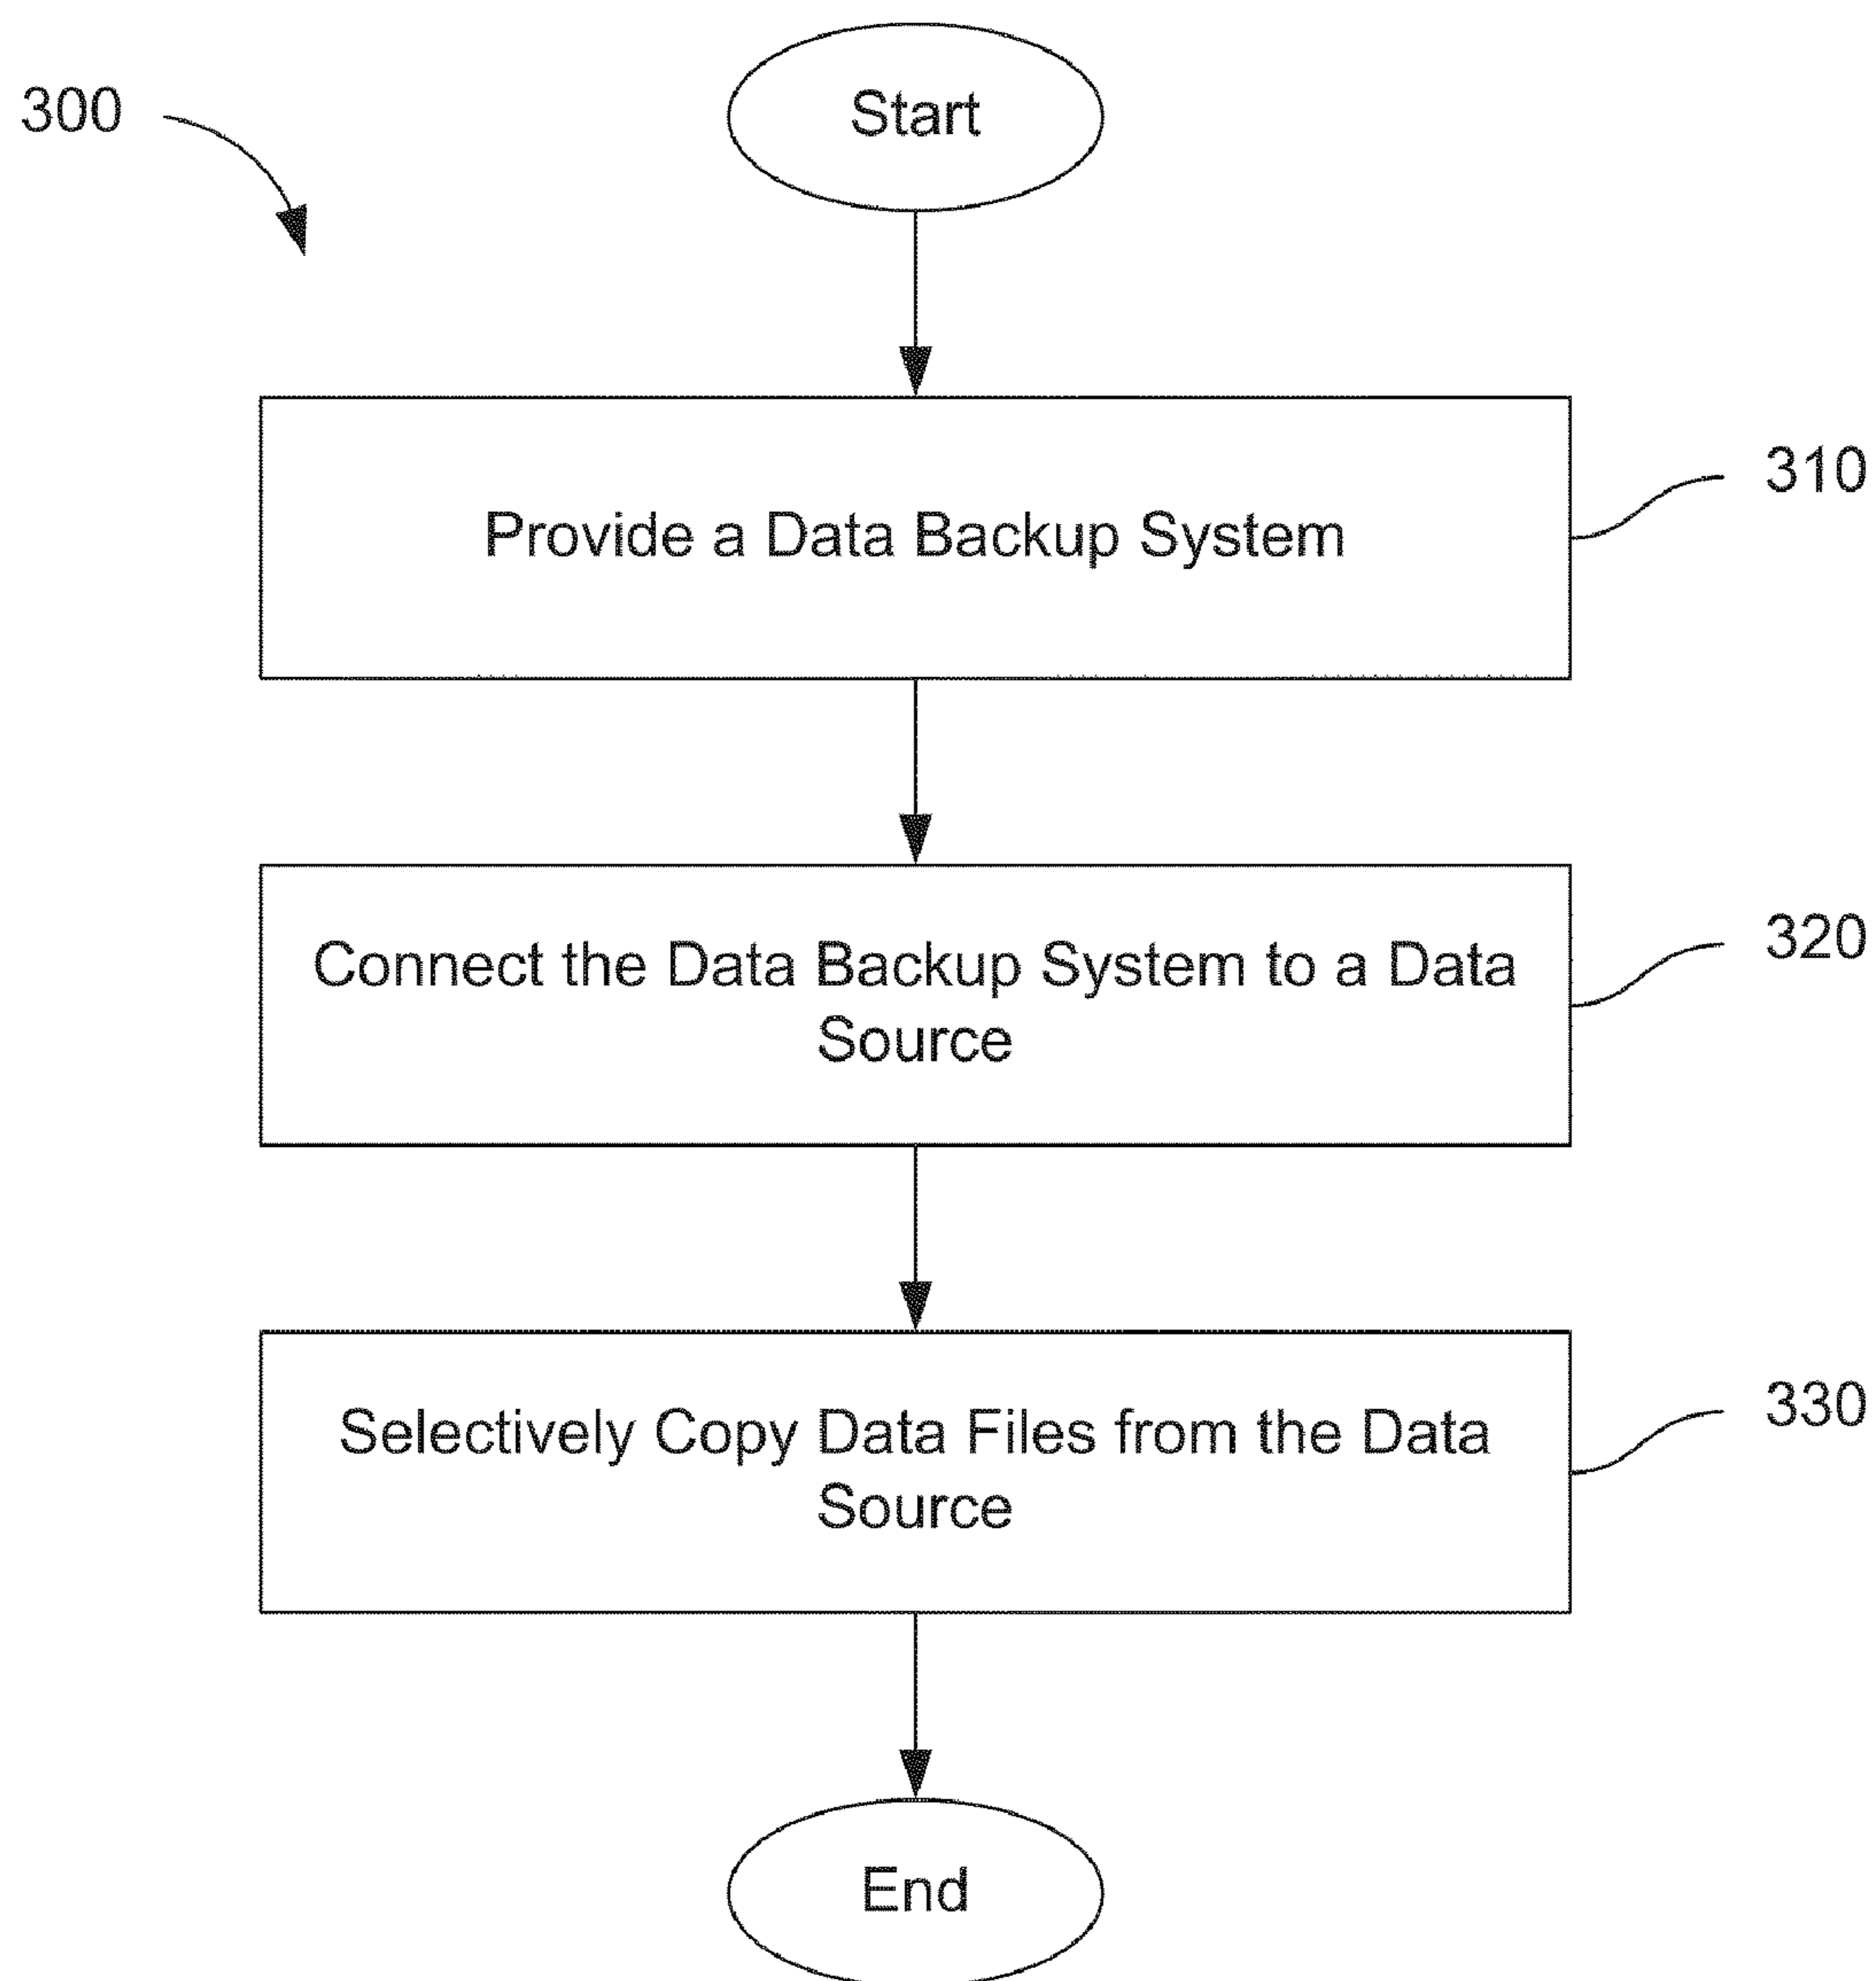 300
Start
310
Provide a Data Backup System
320
Connect the Data Backup System to a Data
Source
330
Selectively Copy Data Files from the Data
Source
End